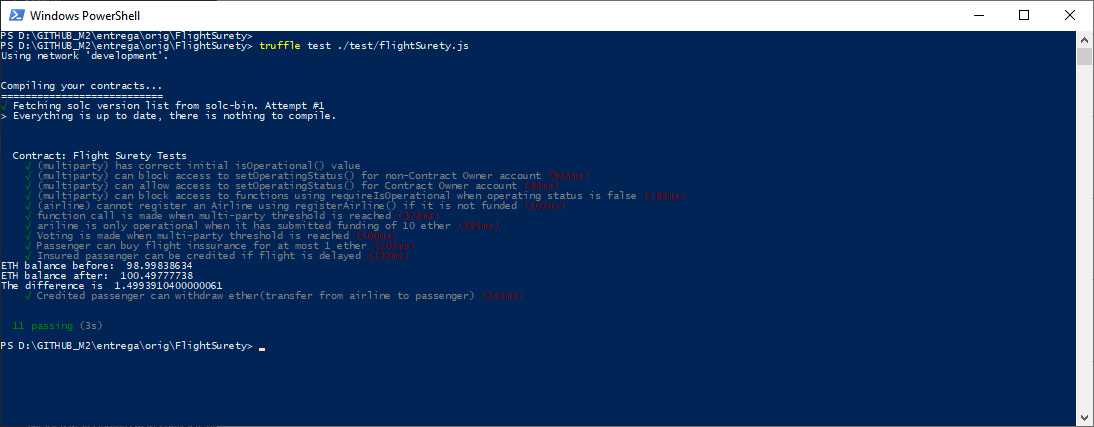 Windows PowerShell
PS D:\GITHUB_M2\entrega\orig\FlightSurety>
PS D:\GITHUB_M2\entrega\orig\FlightSurety> truffle test ./test/flightSurety.js
Using network 'development'.
Compiling your contracts...
===========================
√ Fetching solc version list from solc-bin. Attempt #1
> Everything is up to date, there is nothing to compile.
Contract: Flight Surety Tests
√ (multiparty) has correct initial isOperational() value
√ (multiparty) can block access to setOperatingStatus() for non-Contract Owner account (915ms)
√ (multiparty) can allow access to setOperatingStatus() for Contract Owner account (83ms)
√ (multiparty) can block access to functions using requireIsOperational when operating status is false (183ms)
√ (airline) cannot register an Airline using registerAirline() if it is not funded (107ms)
√ function call is made when multi-party threshold is reached (372ms)
√ ariline is only operational when it has submitted funding of 10 ether (195ms)
√ Voting is made when multi-party threshold is reached (400ms)
√ Passenger can buy flight inssurance for at most 1 ether (102ms)
√ Insured passenger can be credited if flight is delayed (128ms)
ETH balance before:  98.99838634
ETH balance after:  100.49777738
The difference is  1.4993910400000061
√ Credited passenger can withdraw ether(transfer from airline to passenger) (145ms)
11 passing (3s)
PS D:\GITHUB_M2\entrega\orig\FlightSurety>